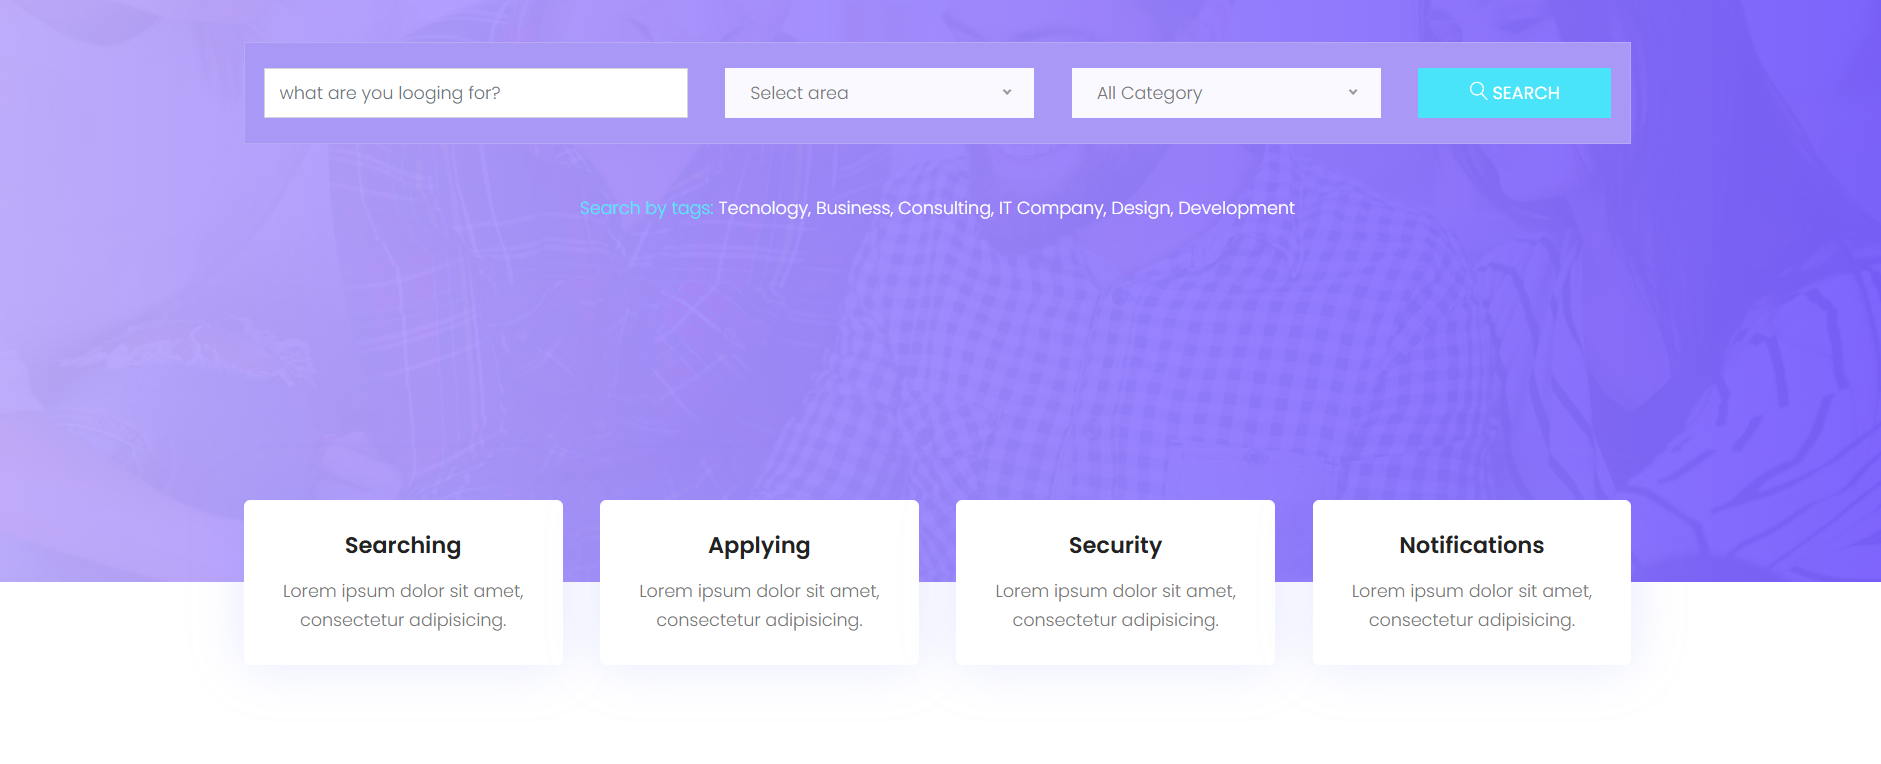 what are you looging for?
Select area
All Category
SEARCH
Search by tags: Tecnology, Business, Consulting, IT Company, Design, Development
Searching
Lorem ipsum dolor sit amet,
consectetur adipisicing.
Applying
Lorem ipsum dolor sit amet,
consectetur adipisicing.
Security
Lorem ipsum dolor sit amet,
consectetur adipisicing.
Notifications
Lorem ipsum dolor sit amet,
consectetur adipisicing.